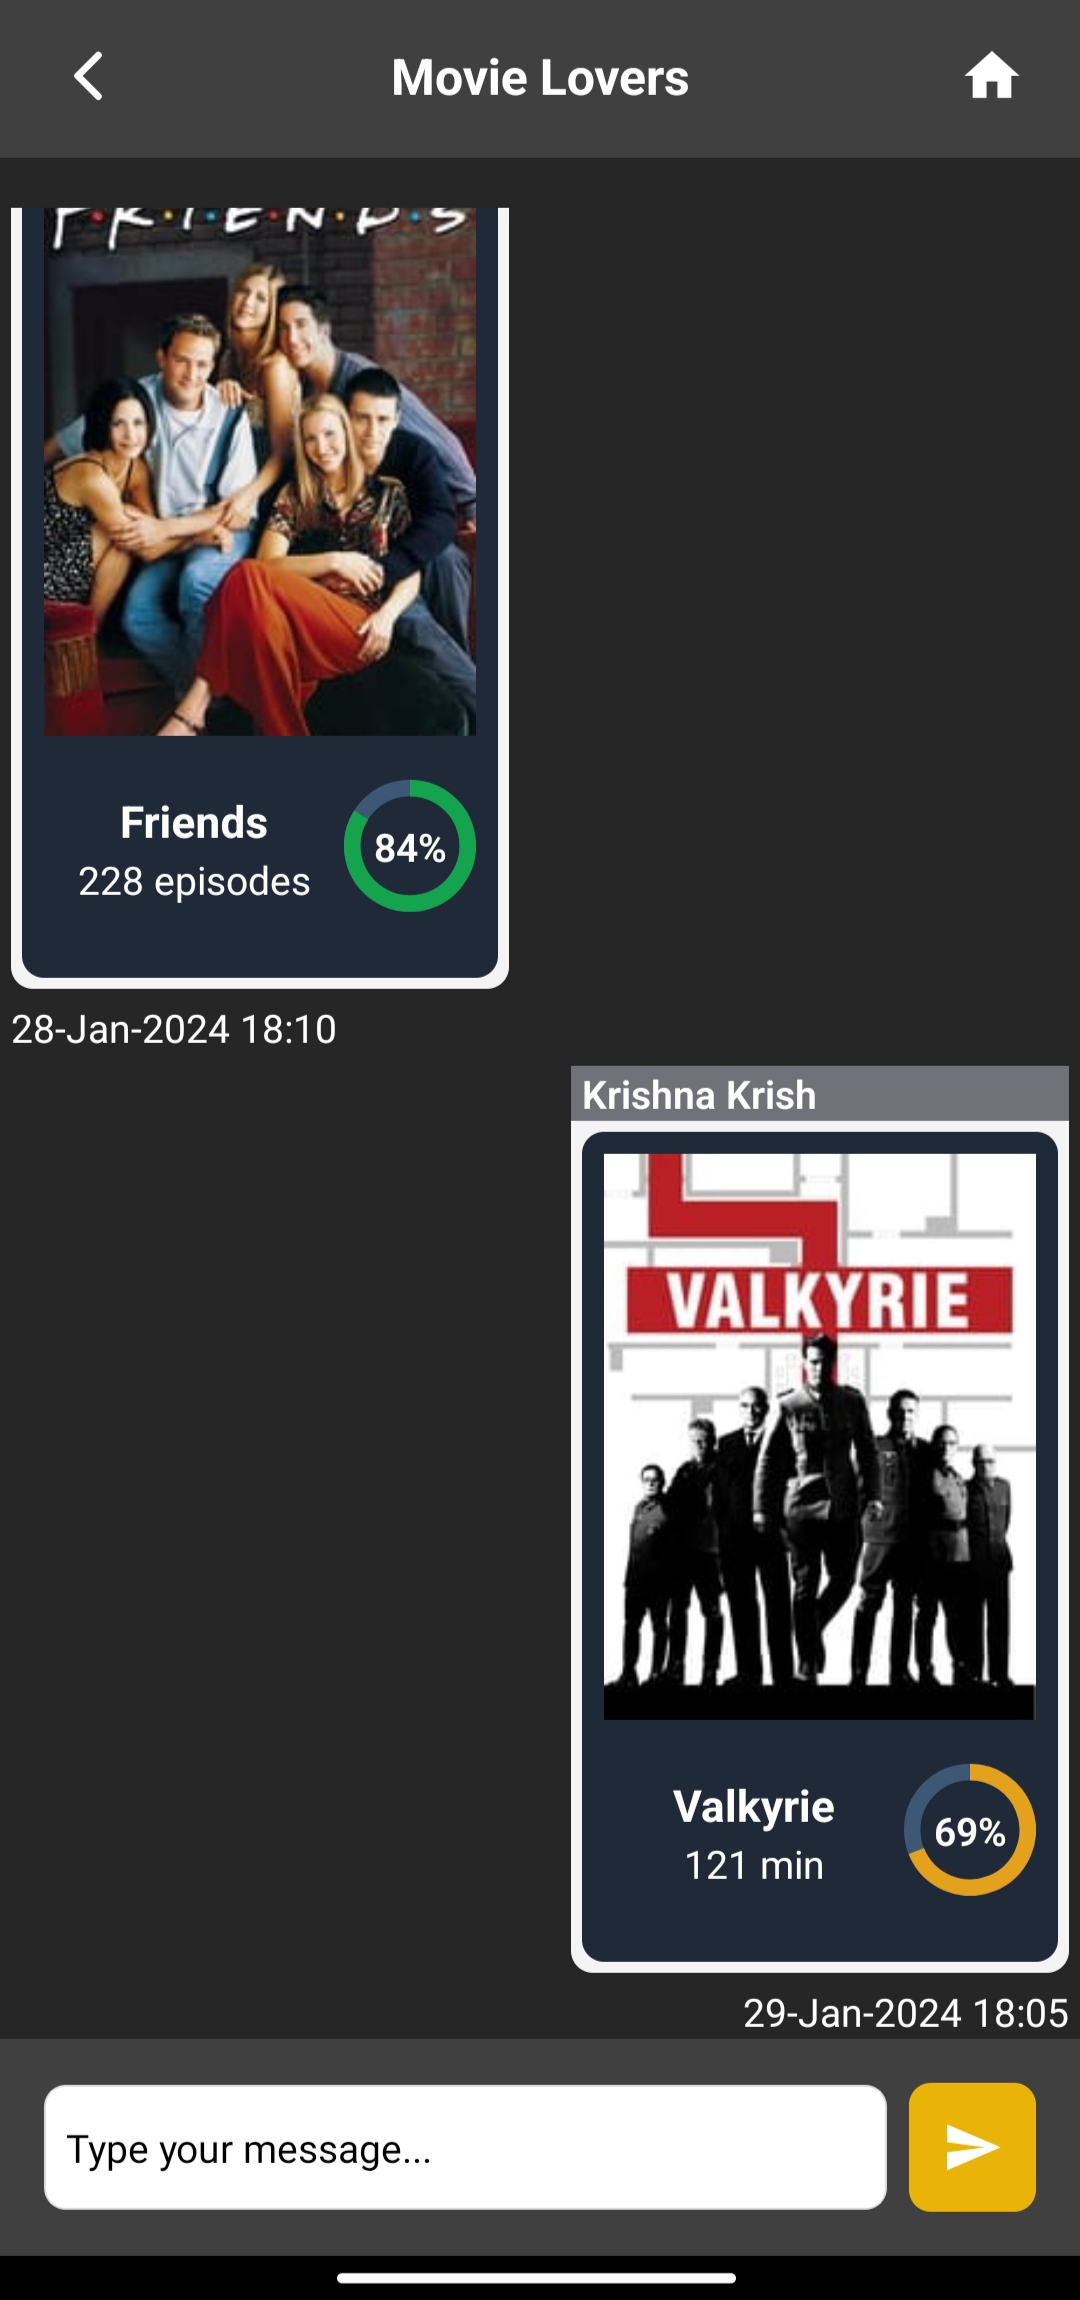 Movie Lovers
F·R·I·E·N·D·S
Friends
228 episodes
84%
28-Jan-2024 18:10
Krishna Krish
VALKYRIE
Valkyrie
121 min
69%
29-Jan-2024 18:05
Type your message...